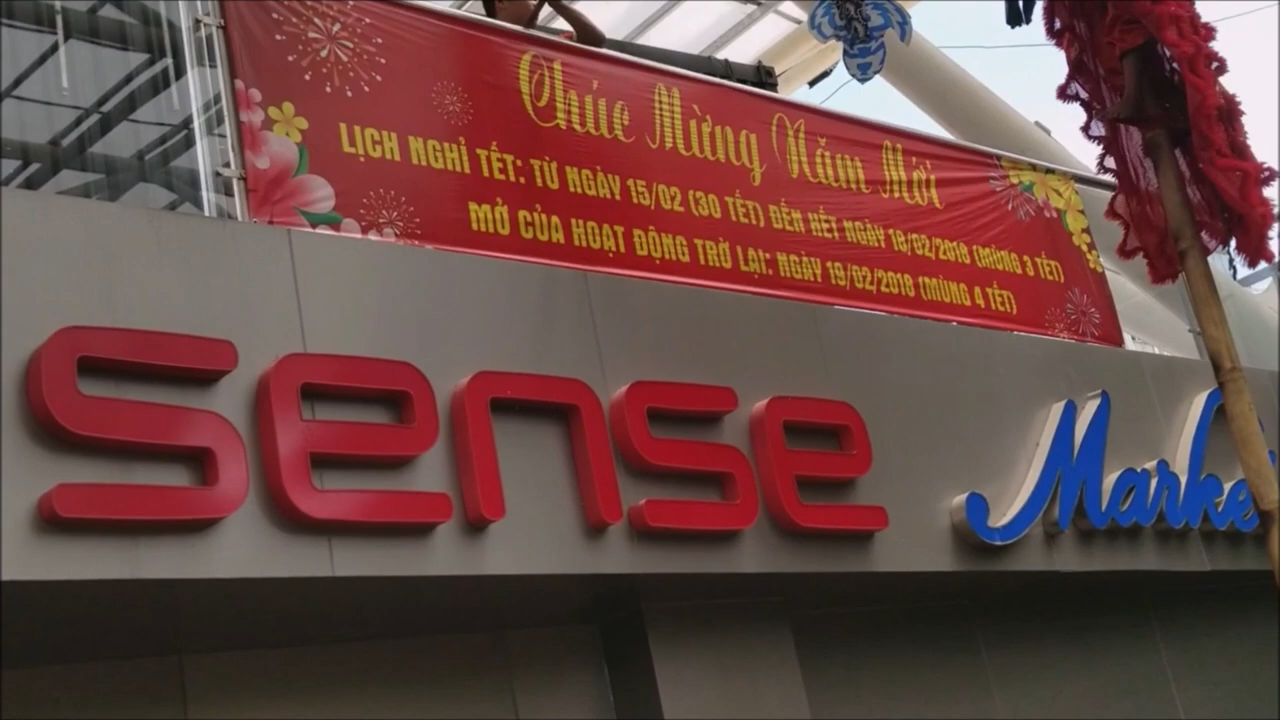 Chúc Mừng Năm Mới
LỊCH NGHỈ TẾT: TỪ NGÀY 15/02 (30 TẾT) ĐẾN HẾT NGÀY 18/02/2018 (MÙNG 3 TẾT)
MỞ CỬA HOẠT ĐỘNG TRỞ LẠI: NGÀY 19/02/2018 (MÙNG 4 TẾT)
sense
Marke